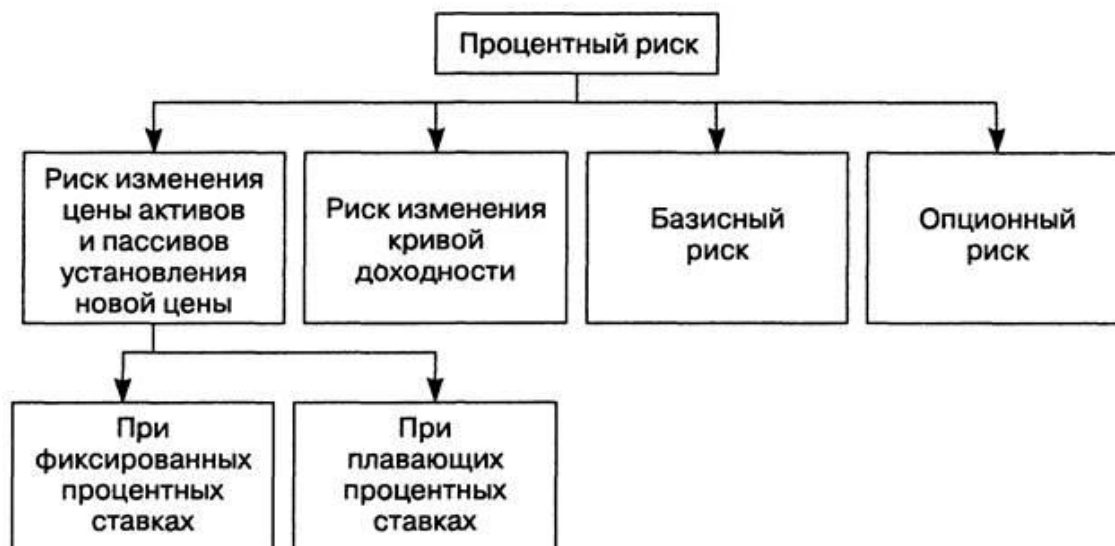 Процентный риск
Риск изменения
цены активов
и пассивов
установления
новой цены
Риск изменения
кривой
доходности
Базисный
риск
Опционный
риск
При
фиксированных
процентных
ставках
При
плавающих
процентных
ставках